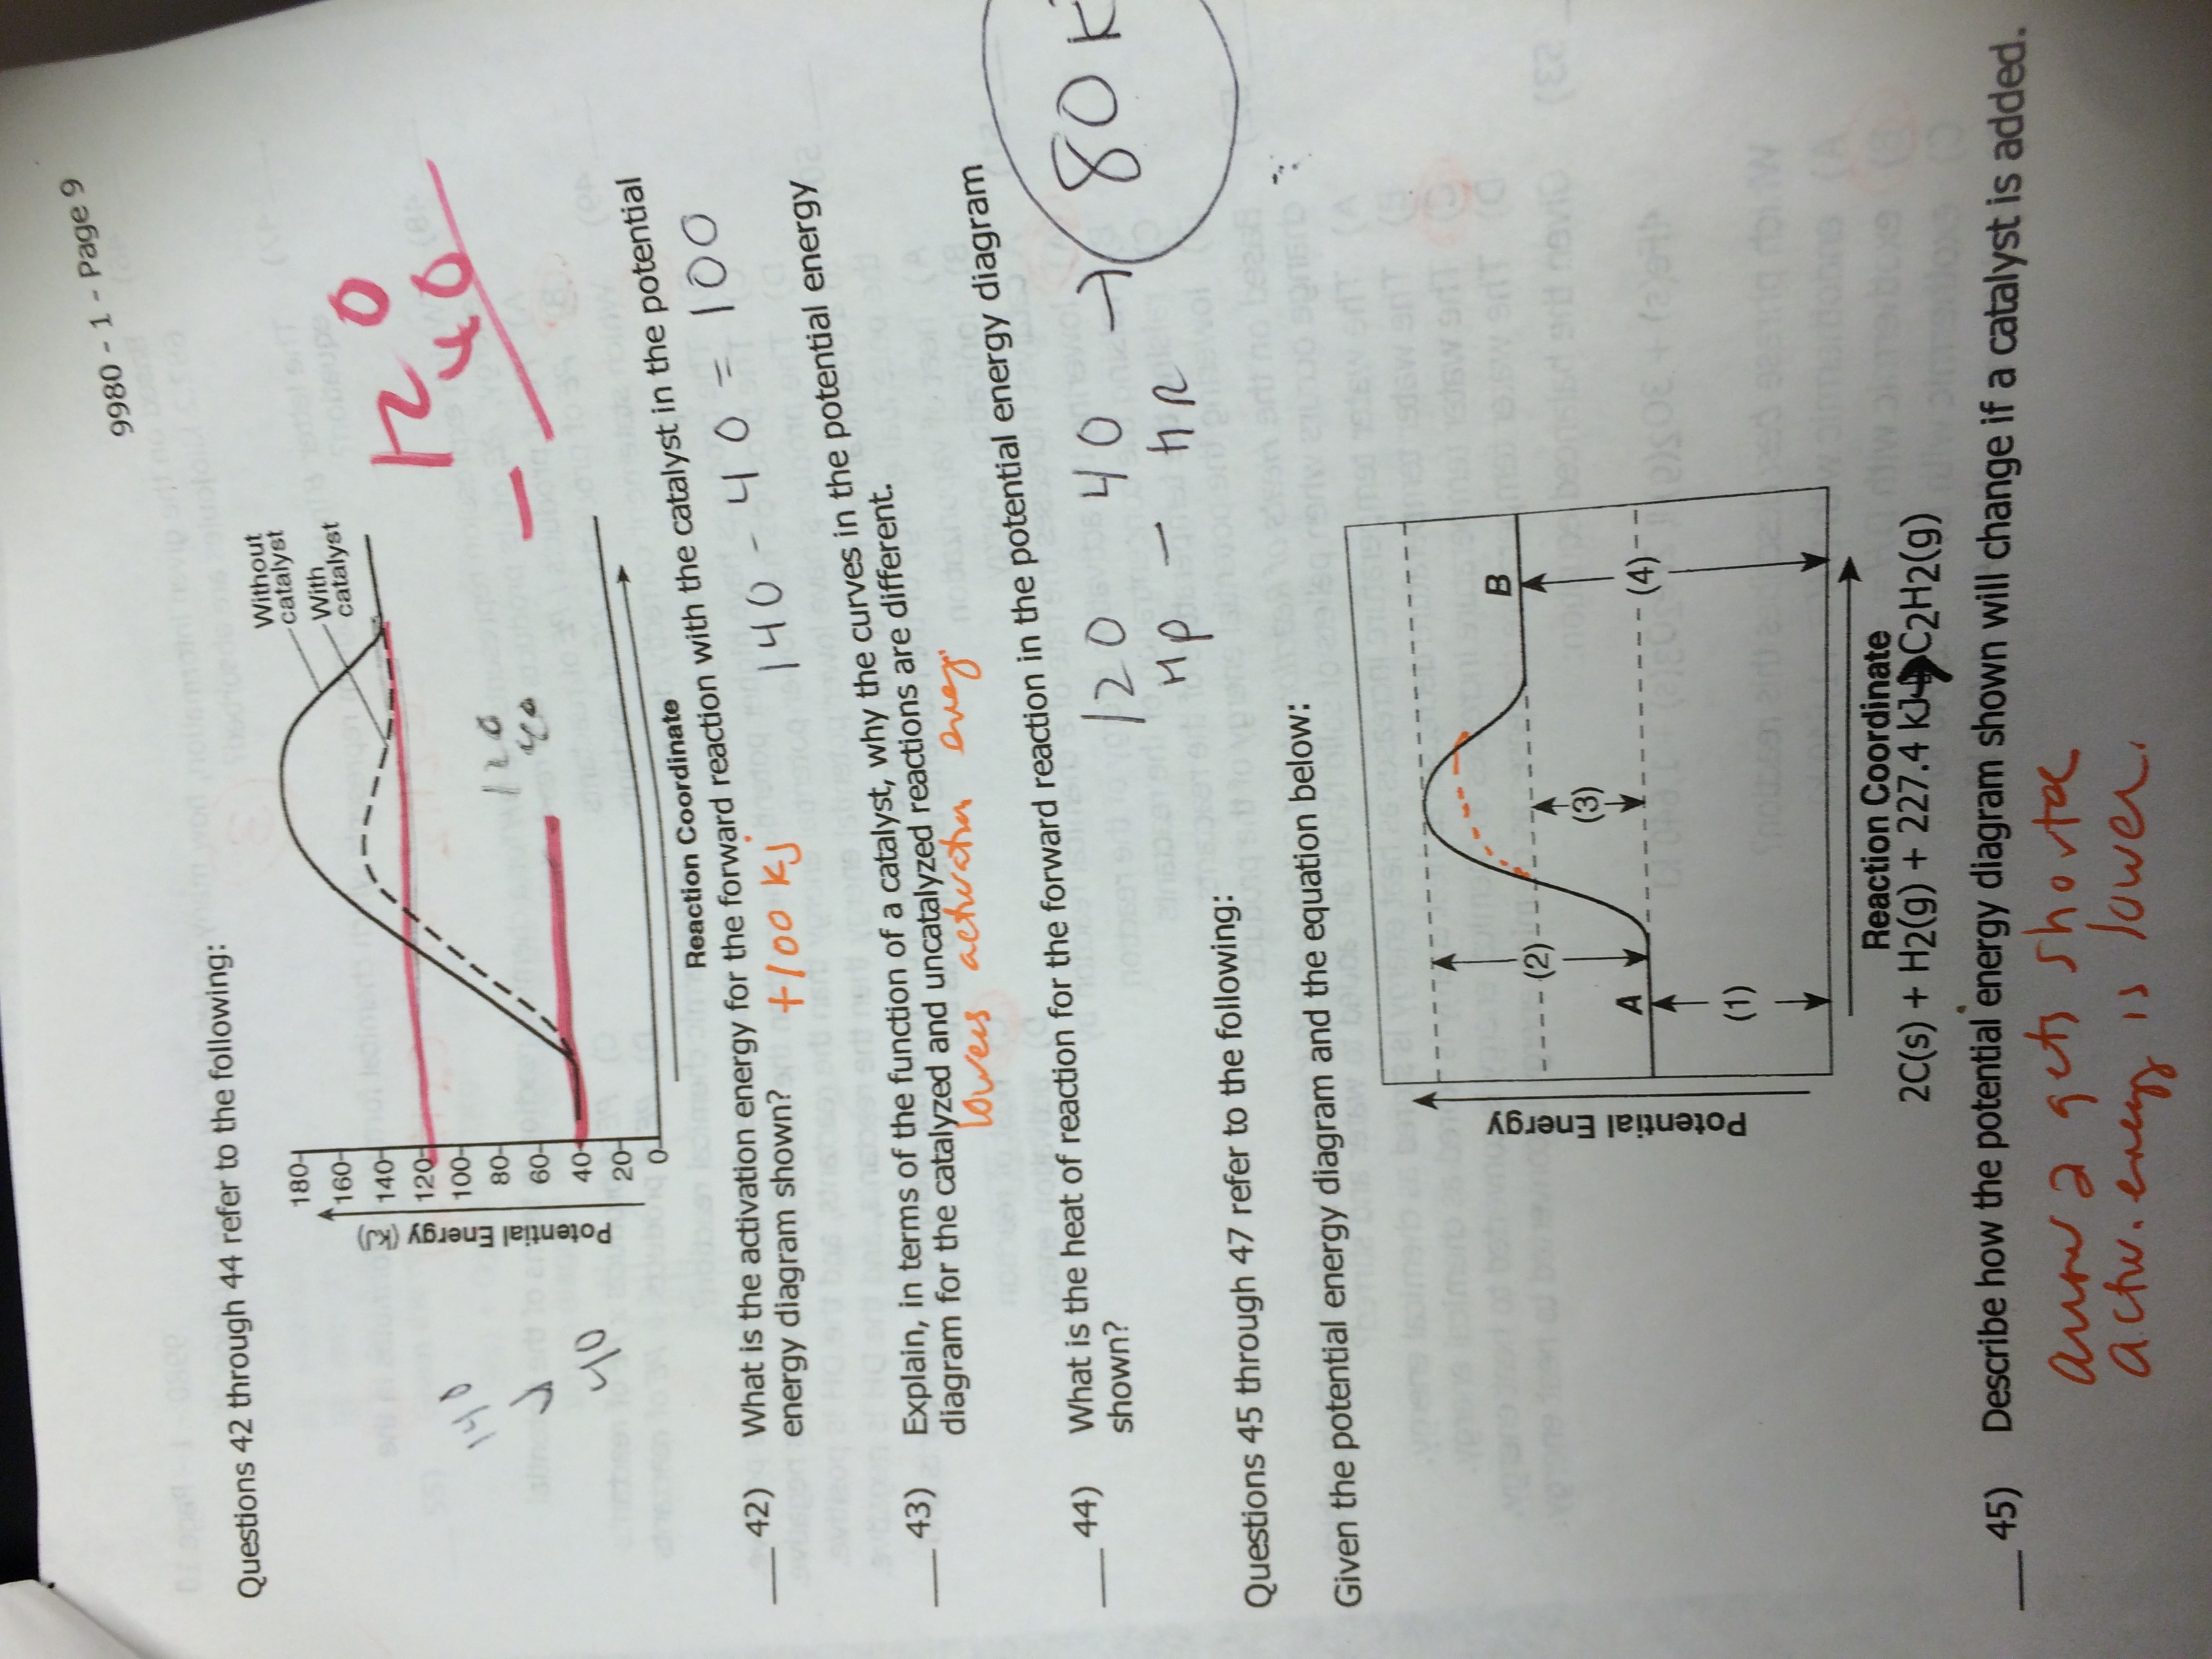 9980 - 1 - Page 9
Questions 42 through 44 refer to the following:
Potential Energy (kJ)
180
160
140
120
100
80
60
40
20
0
Without
catalyst
With
catalyst
Reaction Coordinate
140
40
120
40
120
- 40
42) What is the activation energy for the forward reaction with the catalyst in the potential
energy diagram shown? +100 KJ 140 - 40 = 100
43) Explain, in terms of the function of a catalyst, why the curves in the potential energy
diagram for the catalyzed and uncatalyzed reactions are different.
lowers energy
44) What is the heat of reaction for the forward reaction in the potential energy diagram
shown? 120 - 40 → 80 k
Hp HR
Questions 45 through 47 refer to the following:
Given the potential energy diagram and the equation below:
Potential Energy
A
B
(1)
(2)
(3)
(4)
Reaction Coordinate
2C(s) + H2(g) + 227.4 kJ → C2H2(g)
45) Describe how the potential energy diagram shown will change if a catalyst is added.
arrow 2 gets shorter
activ. energy is lower.